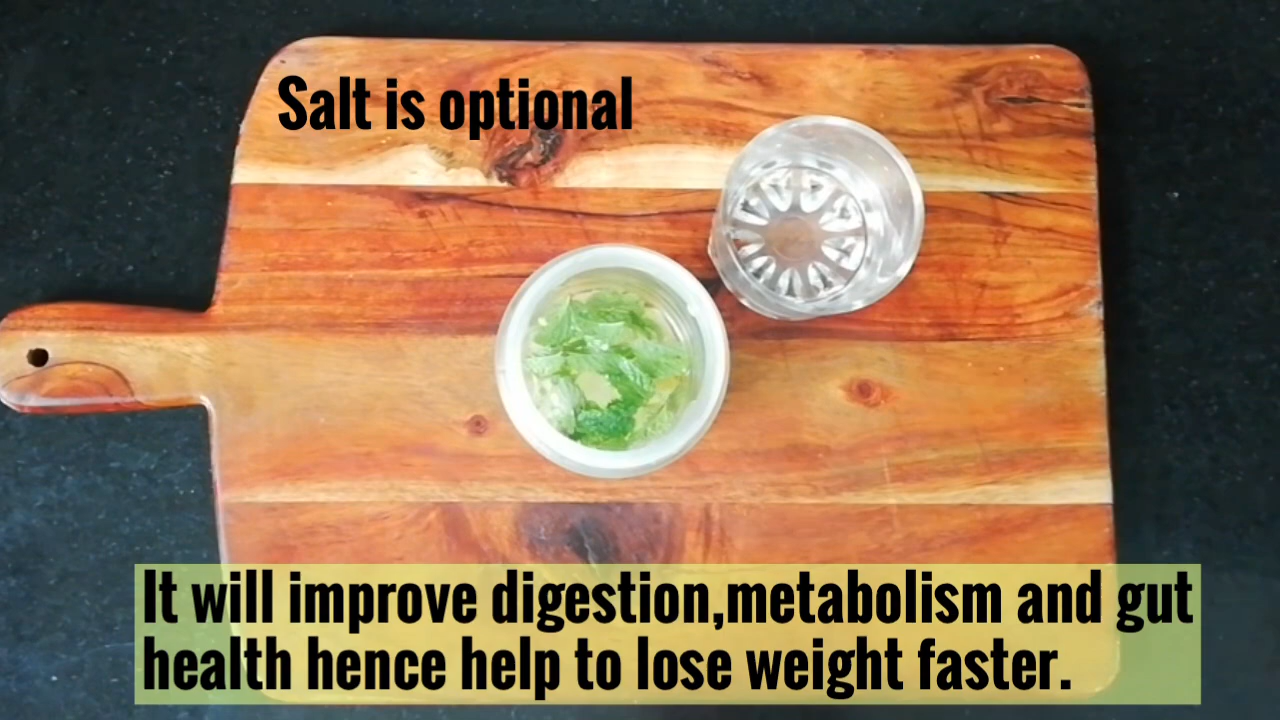 Salt is optional
It will improve digestion,metabolism and gut
health hence help to lose weight faster.